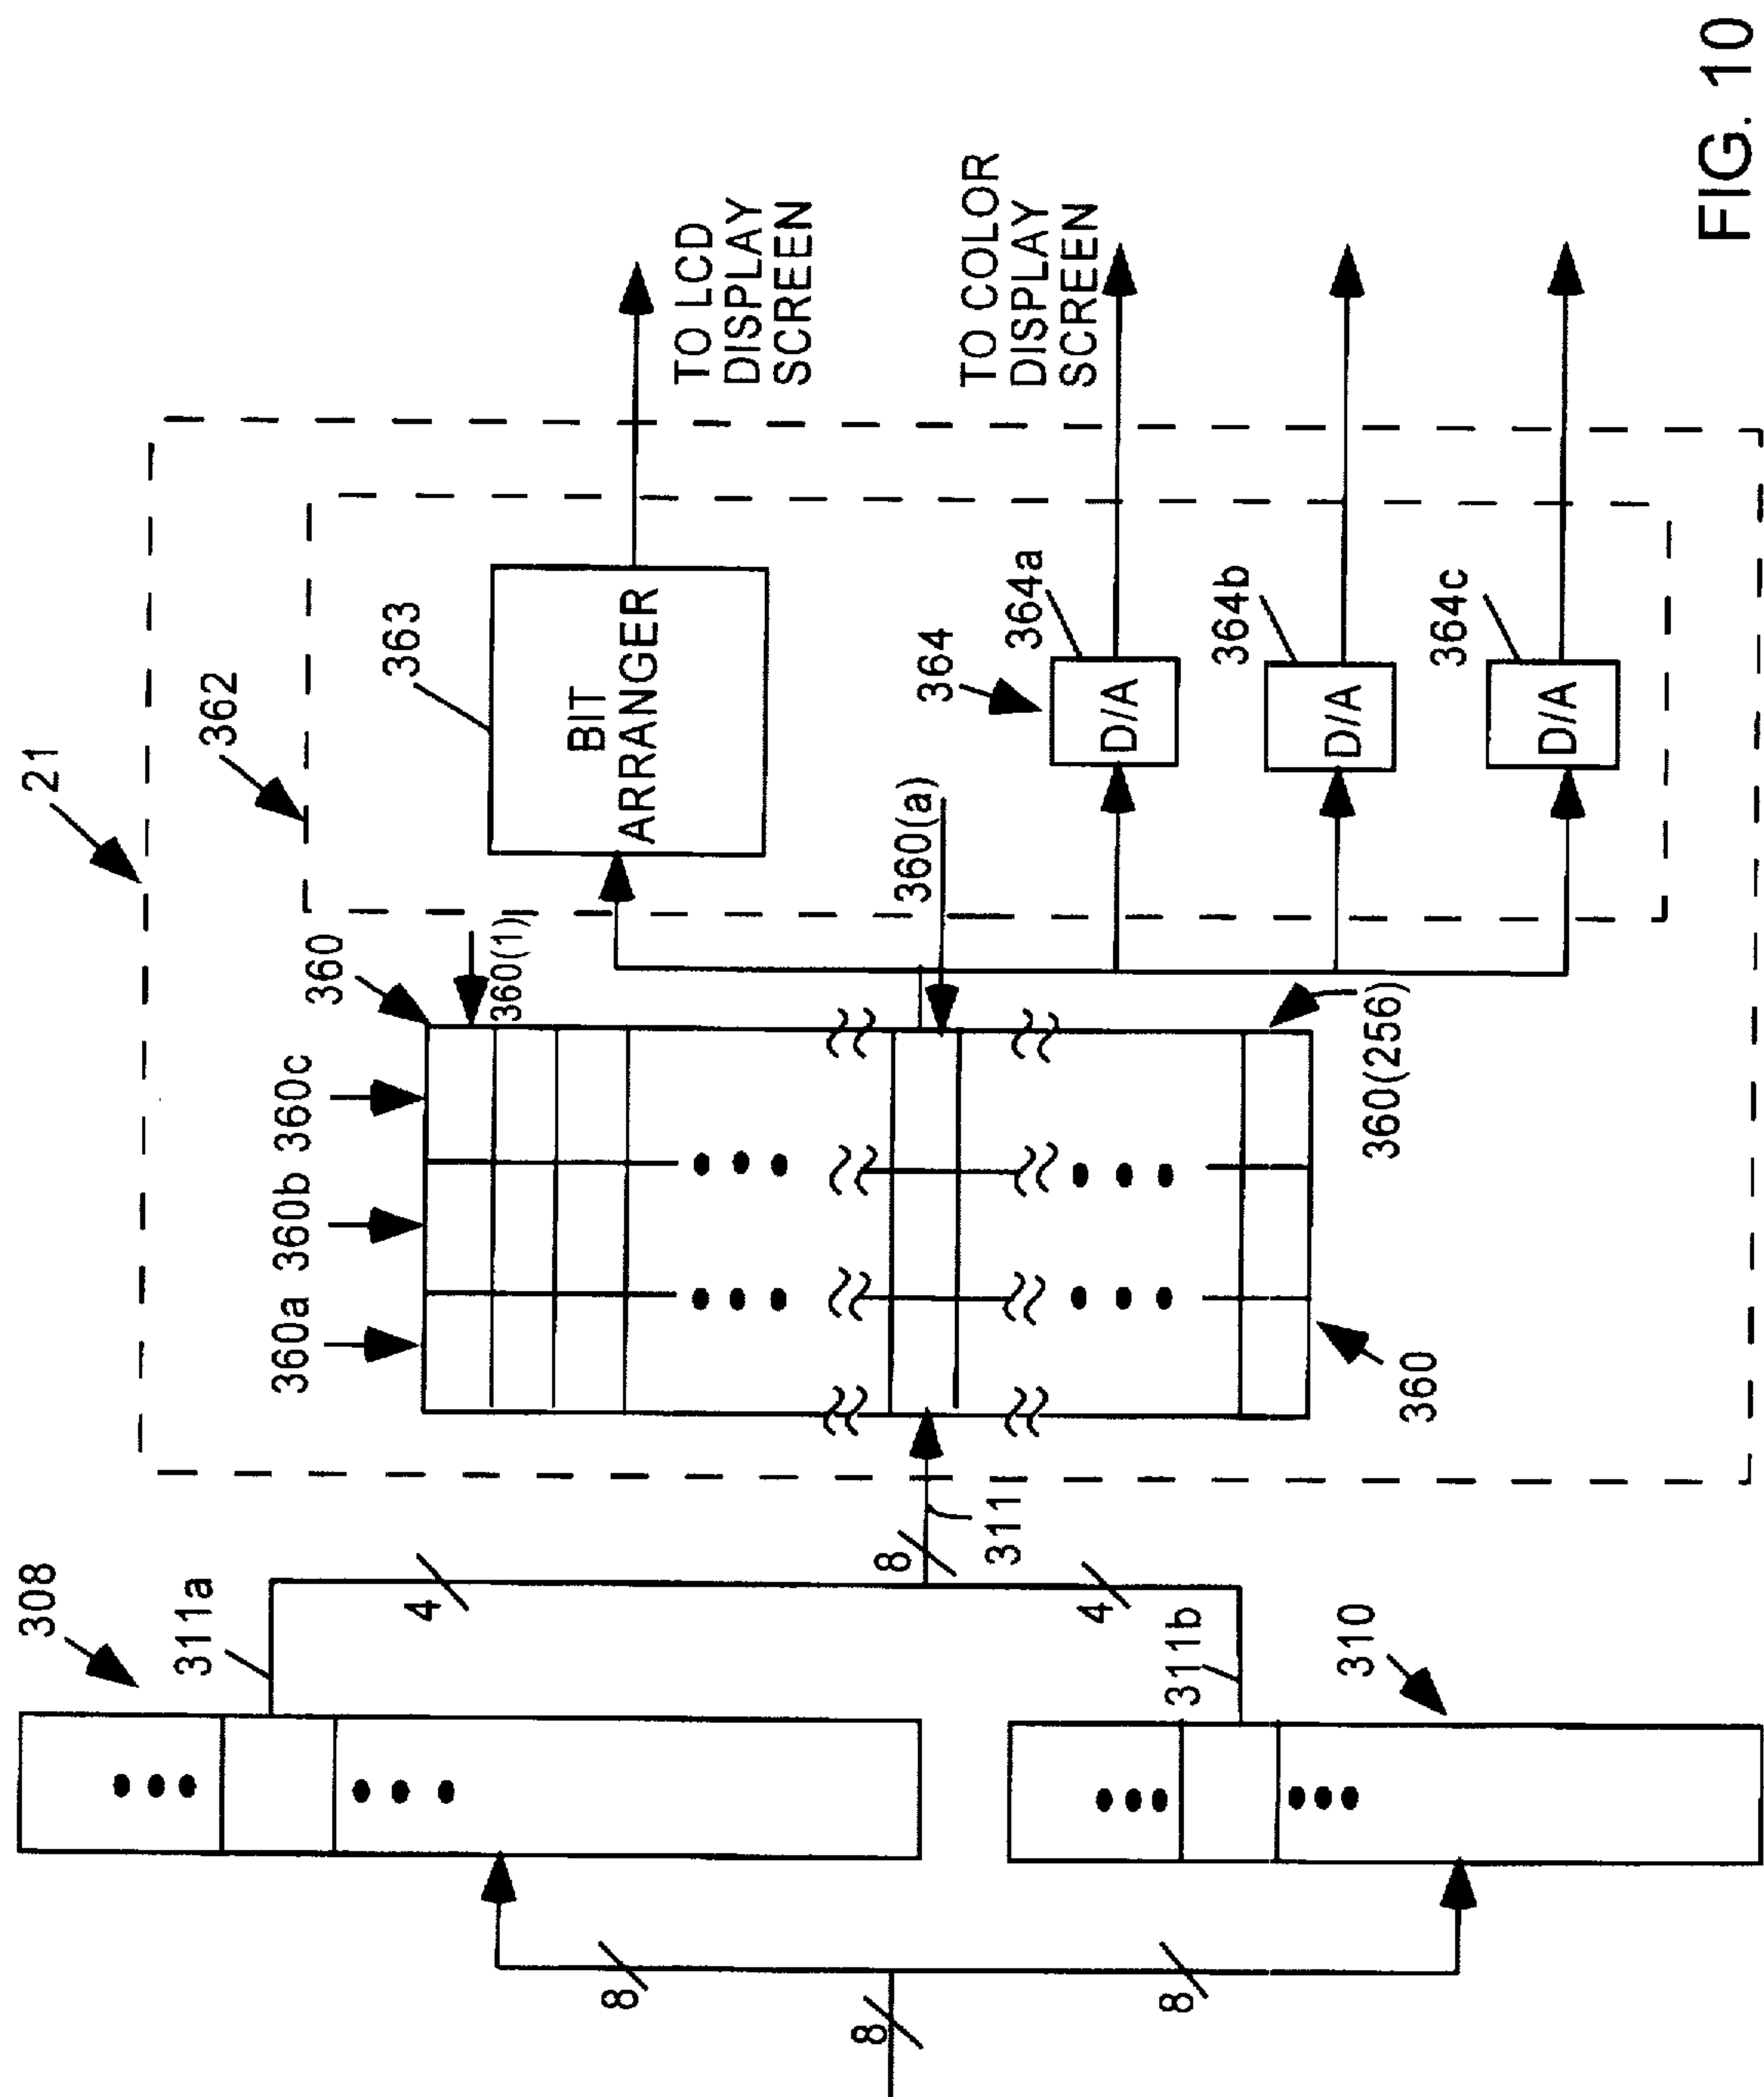 21
362
363
BIT
ARRANGER
TO LCD
DISPLAY
SCREEN
308
311a
4
360a
360b
360c
360
360(1)
360(a)
364
364a
D/A
TO COLOR
DISPLAY
SCREEN
8
8
8
8
311
364b
D/A
4
311b
310
360
360(256)
364c
D/A
FIG. 10